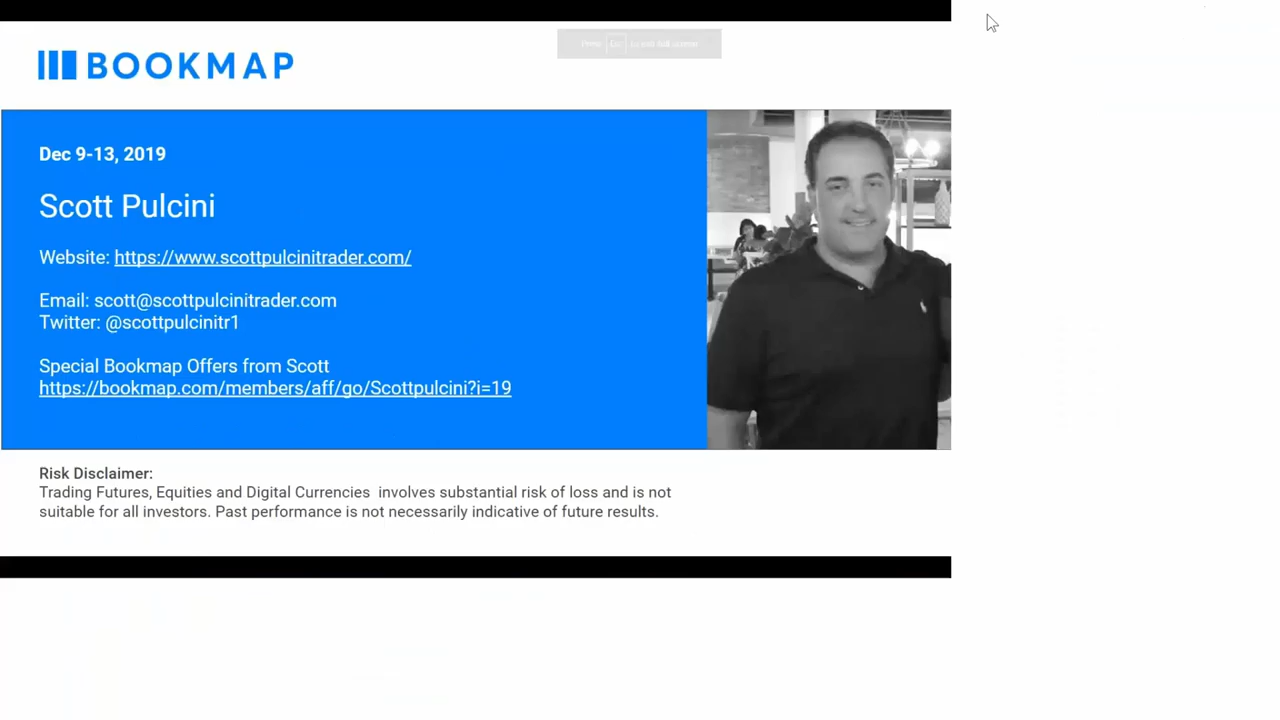 BOOKMAP
Dec 9-13, 2019
Scott Pulcini
Website: https://www.scottpulcinitrader.com/
Email: scott@scottpulcinitrader.com
Twitter: @scottpulcinitr1
Special Bookmap Offers from Scott
https://bookmap.com/members/aff/go/Scottpulcini?i=19
Risk Disclaimer:
Trading Futures, Equities and Digital Currencies  involves substantial risk of loss and is not
suitable for all investors. Past performance is not necessarily indicative of future results.